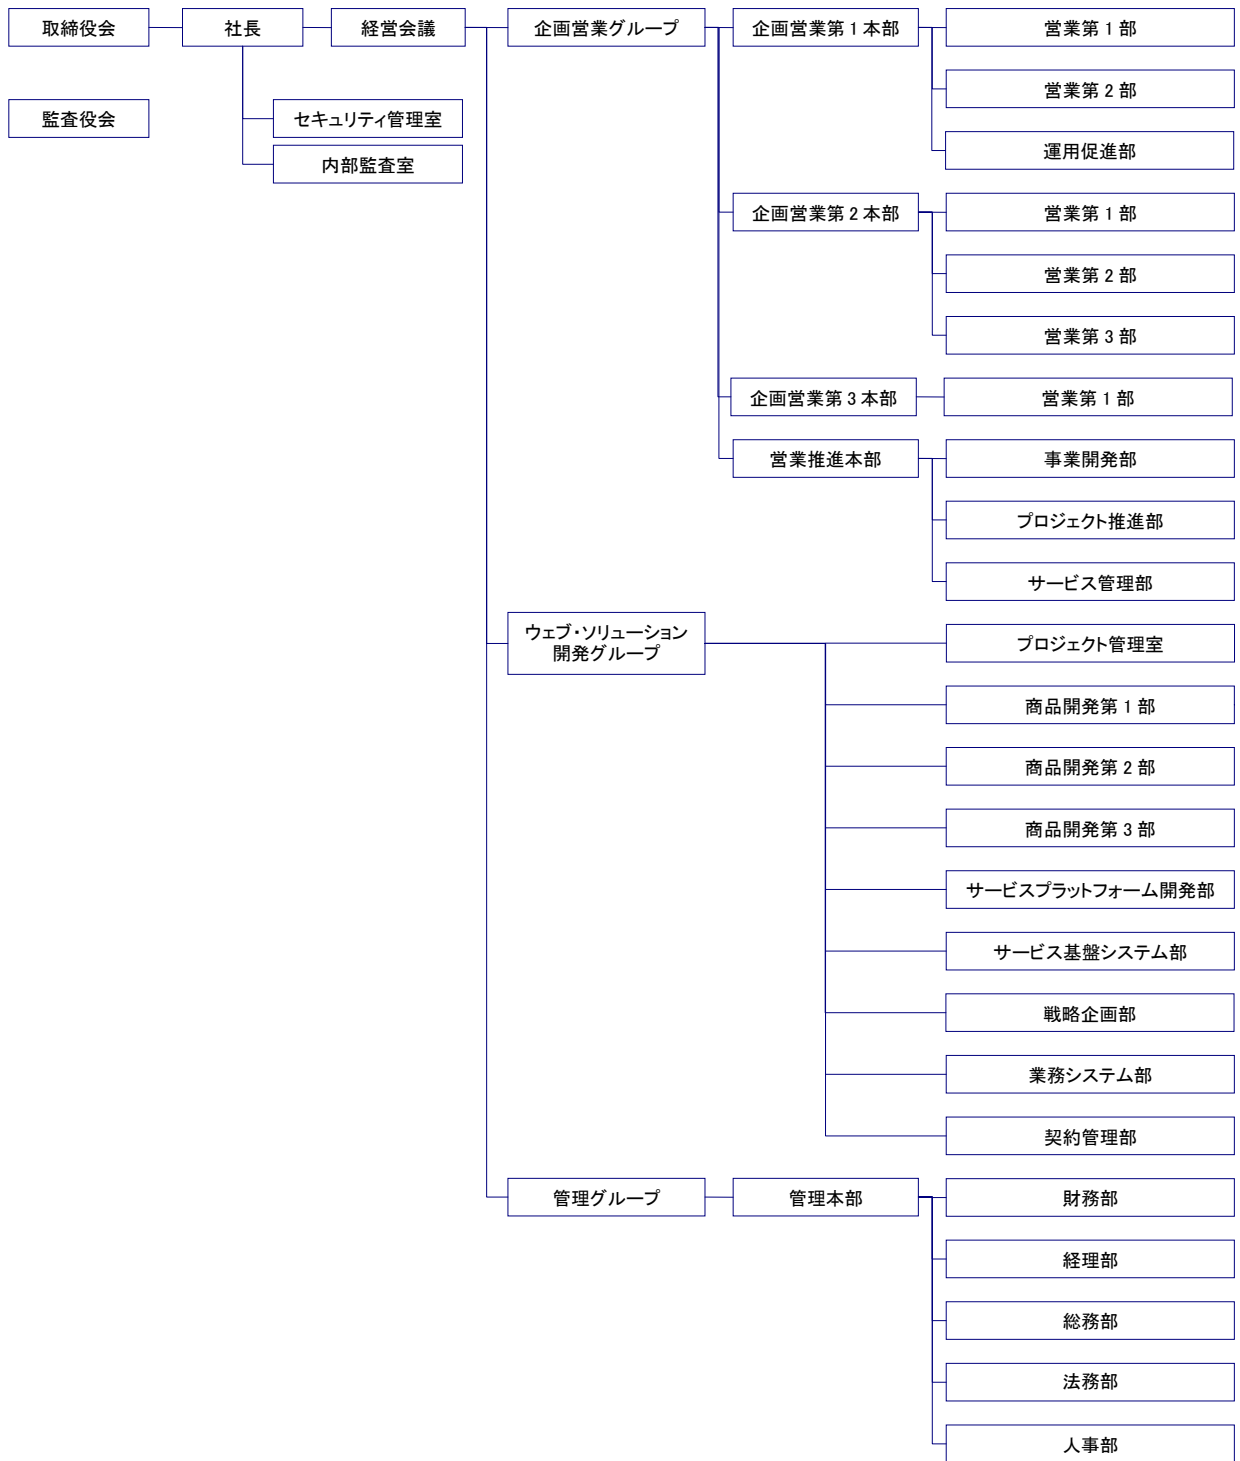 取締役会
社長
経営会議
企画営業グループ
企画営業第1本部
営業第1部
営業第2部
監査役会
セキュリティ管理室
運用促進部
内部監査室
企画営業第2本部
営業第1部
営業第2部
営業第3部
企画営業第3本部
営業第1部
営業推進本部
事業開発部
プロジェクト推進部
サービス管理部
ウェブ・ソリューション
開発グループ
プロジェクト管理室
商品開発第1部
商品開発第2部
商品開発第3部
サービスプラットフォーム開発部
サービス基盤システム部
戦略企画部
業務システム部
契約管理部
管理グループ
管理本部
財務部
経理部
総務部
法務部
人事部